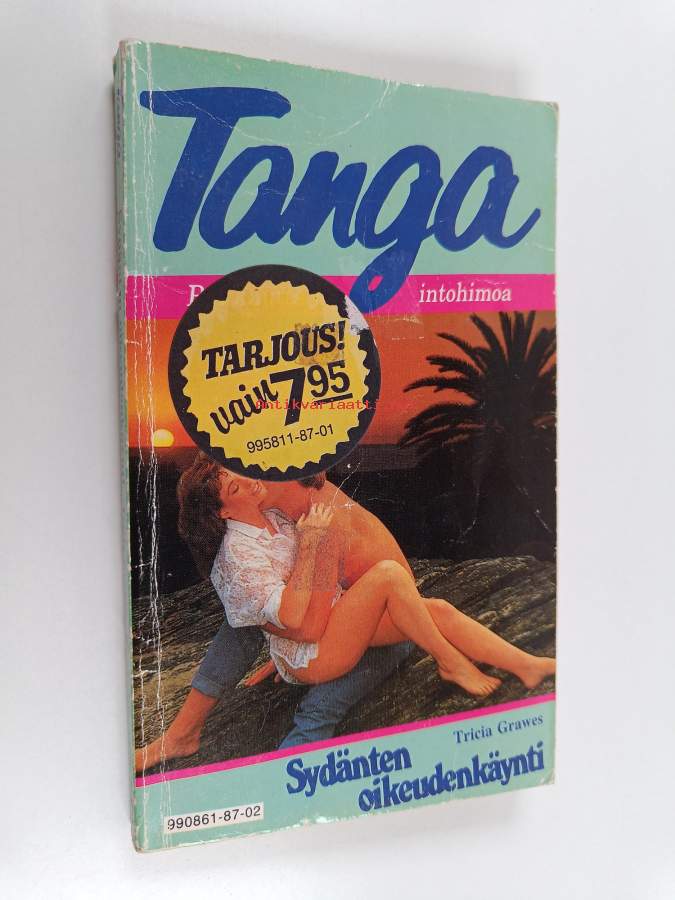 Tanga
intohimoa
TARJOUS!
vain 7 95
Antikvariaatti
995811-87-01
Tricia Grawes
Sydänten
oikeudenkäynti
990861-87-02